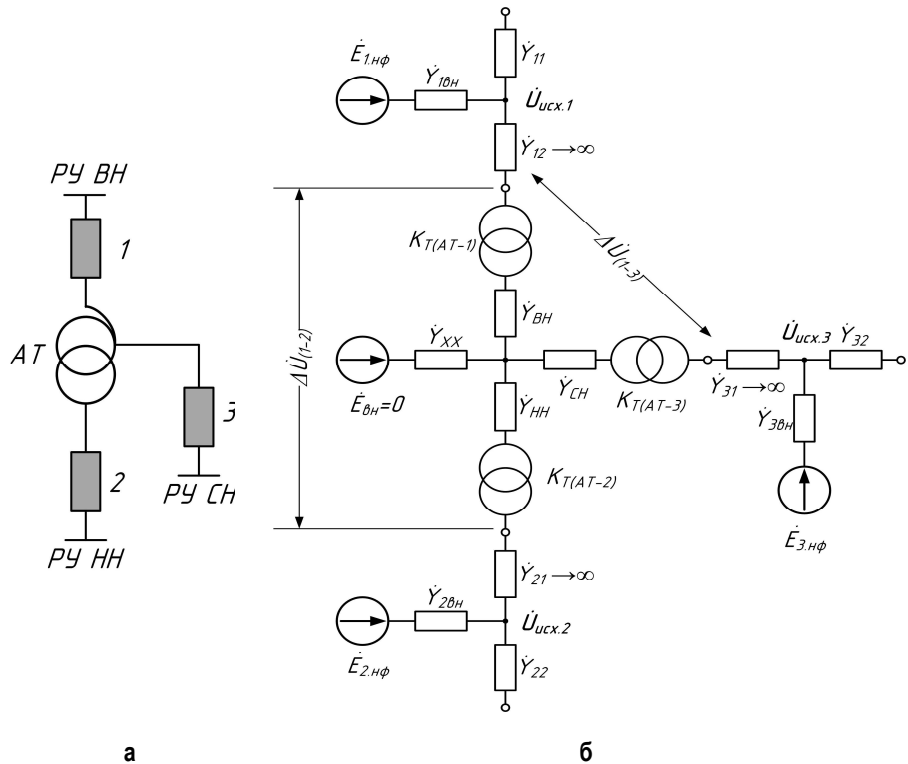 РУ ВН
1
АТ
3
2
РУ СН
РУ НН
а
Ė1.нф
Ẏ1вн
Ẏ11
U̇исх.1
Ẏ12 →∞
KТ(АТ-1)
ΔU̇(1-3)
ΔU̇(1-2)
ẎВН
ẎХХ
Ėвн=0
ẎСН
ẎНН
KТ(АТ-3)
Ẏ31 →∞
U̇исх.3
Ẏ32
Ẏ3вн
Ė3.нф
KТ(АТ-2)
Ẏ21 →∞
Ẏ2вн
Ė2.нф
U̇исх.2
Ẏ22
б